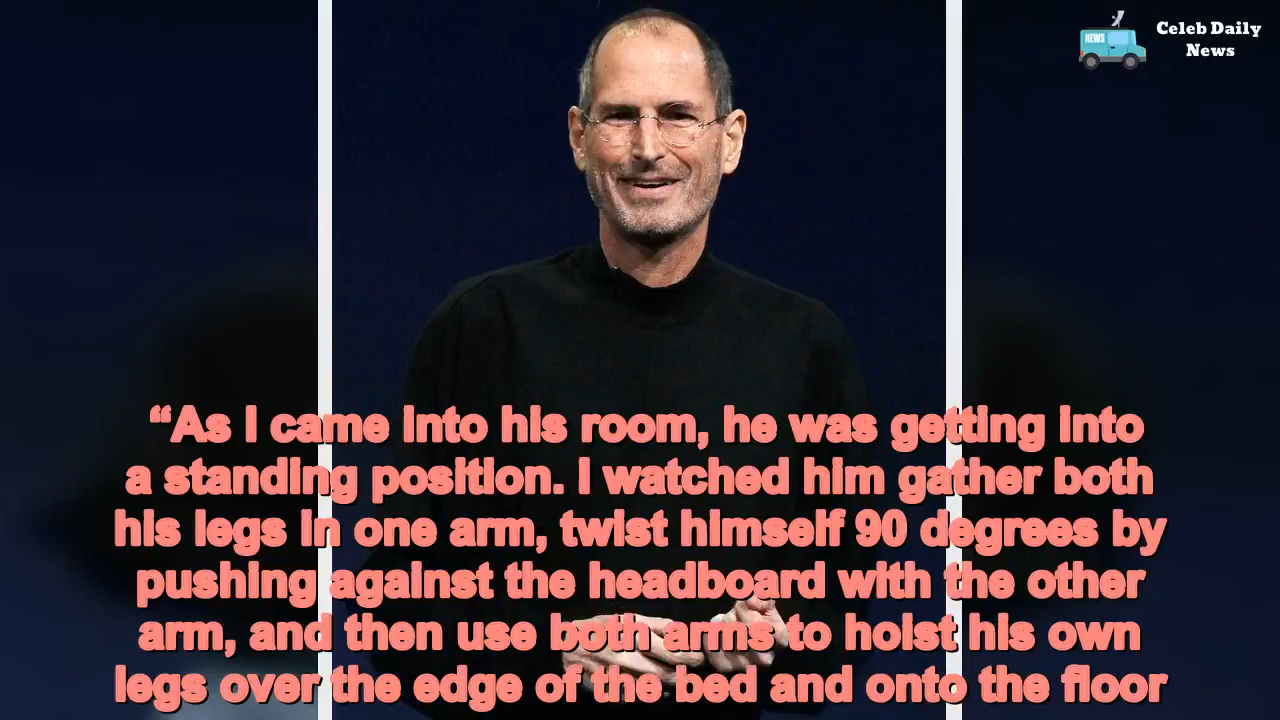 NEWS
Celeb Daily
News
“As I came into his room, he was getting into
a standing position. I watched him gather both
his legs in one arm, twist himself 90 degrees by
pushing against the headboard with the other
arm, and then use both arms to hoist his own
legs over the edge of the bed and onto the floor